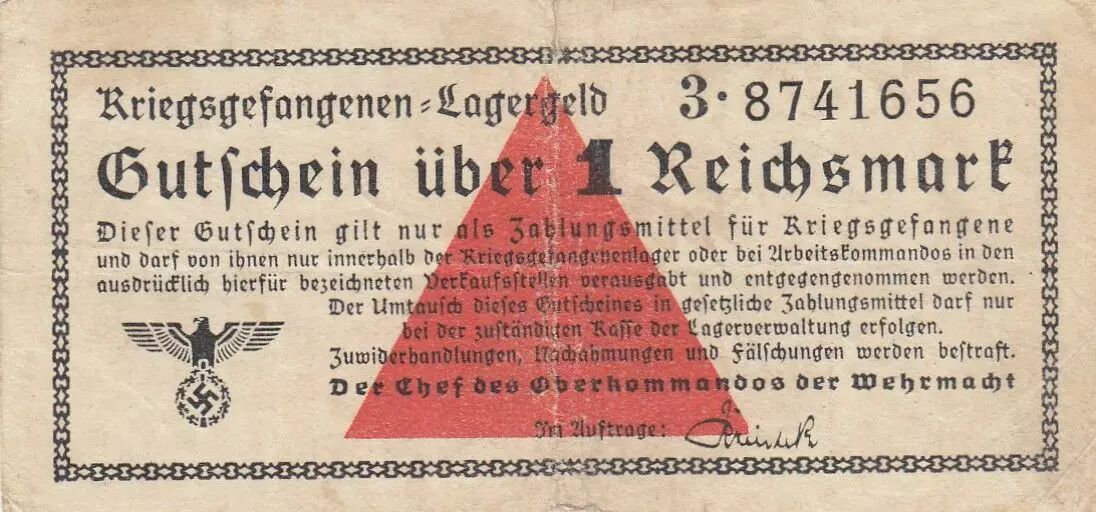 Kriegsgefangenen-Lagergeld 3·8741656
Gutschein über 1 Reichsmark
Dieser Gutschein gilt nur als Zahlungsmittel für Kriegsgefangene
und darf von ihnen nur innerhalb der Kriegsgefangenenlager oder bei Arbeitskommandos in den
ausdrücklich hierfür bezeichneten Verkaufsstellen verausgabt und entgegengenommen werden.
Der Umtausch dieses Gutscheines in gesetzliche Zahlungsmittel darf nur
bei der zuständigen Kasse der Lagerverwaltung erfolgen.
Zuwiderhandlungen, Nachahmungen und Fälschungen werden bestraft.
Der Chef des Oberkommandos der Wehrmacht
Im Auftrage: